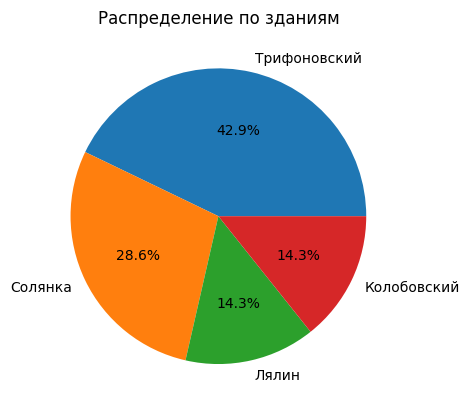 Распределение по зданиям
Трифоновский
42.9%
28.6%
14.3%
Солянка
Колобовский
14.3%
Лялин